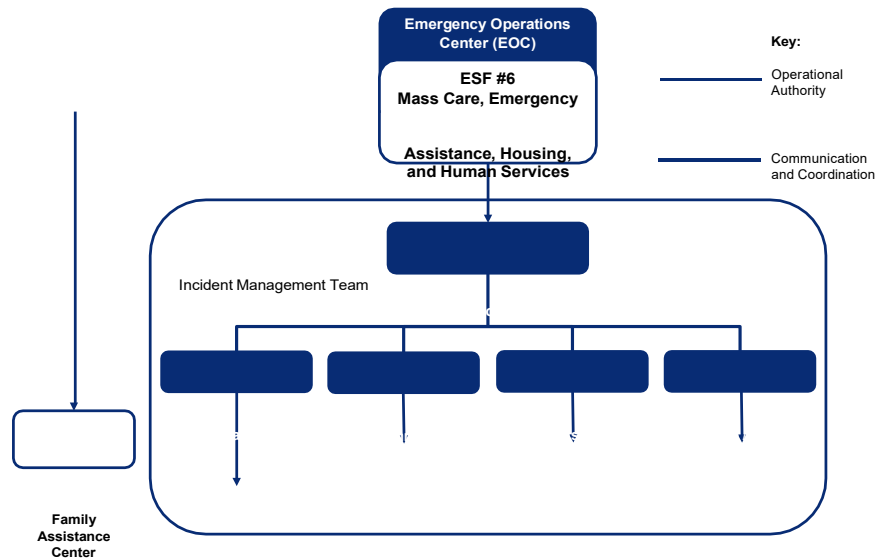 Emergency Operations
Center (EOC)
ESF #6
Mass Care, Emergency
Assistance, Housing,
and Human Services
Key:
Operational
Authority
Communication
and Coordination
Incident Management Team
Family
Assistance
Center